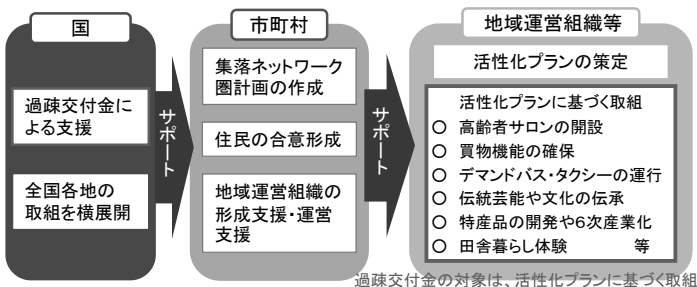 国
過疎交付金に
よる支援
全国各地の
取組を横展開
サポート
市町村
集落ネットワーク
圏計画の作成
住民の合意形成
地域運営組織の
形成支援・運営
支援
サポート
地域運営組織等
活性化プランの策定
活性化プランに基づく取組
○ 高齢者サロンの開設
○ 買物機能の確保
○ デマンドバス・タクシーの運行
○ 伝統芸能や文化の伝承
○ 特産品の開発や6次産業化
○ 田舎暮らし体験 等
過疎交付金の対象は、活性化プランに基づく取組